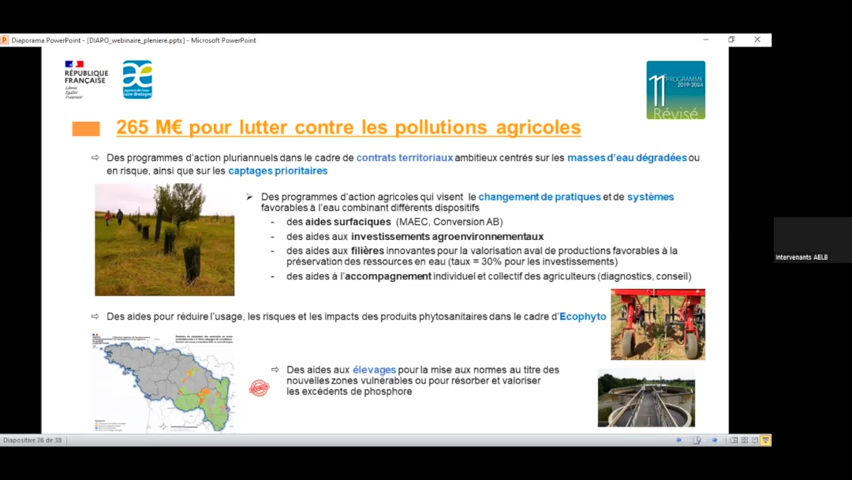 Diaporama PowerPoint - [DIAPO_webinaire_pleniere.pptx] - Microsoft PowerPoint
RÉPUBLIQUE
FRANÇAISE
Liberté
Égalité
Fraternité
11
PROGRAMME
2019-2024
Révisé
265 M€ pour lutter contre les pollutions agricoles
⇨ Des programmes d'action pluriannuels dans le cadre de contrats territoriaux ambitieux centrés sur les masses d'eau dégradées ou
en risque, ainsi que sur les captages prioritaires
➢ Des programmes d'action agricoles qui visent le changement de pratiques et de systèmes
favorables à l'eau combinant différents dispositifs
- des aides surfaciques (MAEC, Conversion AB)
- des aides aux investissements agroenvironnementaux
- des aides aux filières innovantes pour la valorisation aval de productions favorables à la
préservation des ressources en eau (taux = 30% pour les investissements)
- des aides à l'accompagnement individuel et collectif des agriculteurs (diagnostics, conseil)
Intervenants AELB
⇨ Des aides pour réduire l'usage, les risques et les impacts des produits phytosanitaires dans le cadre d'Ecophyto
⇨ Des aides aux élevages pour la mise aux normes au titre des
nouvelles zones vulnérables ou pour résorber et valoriser
les excédents de phosphore
Diapositive 26 de 38